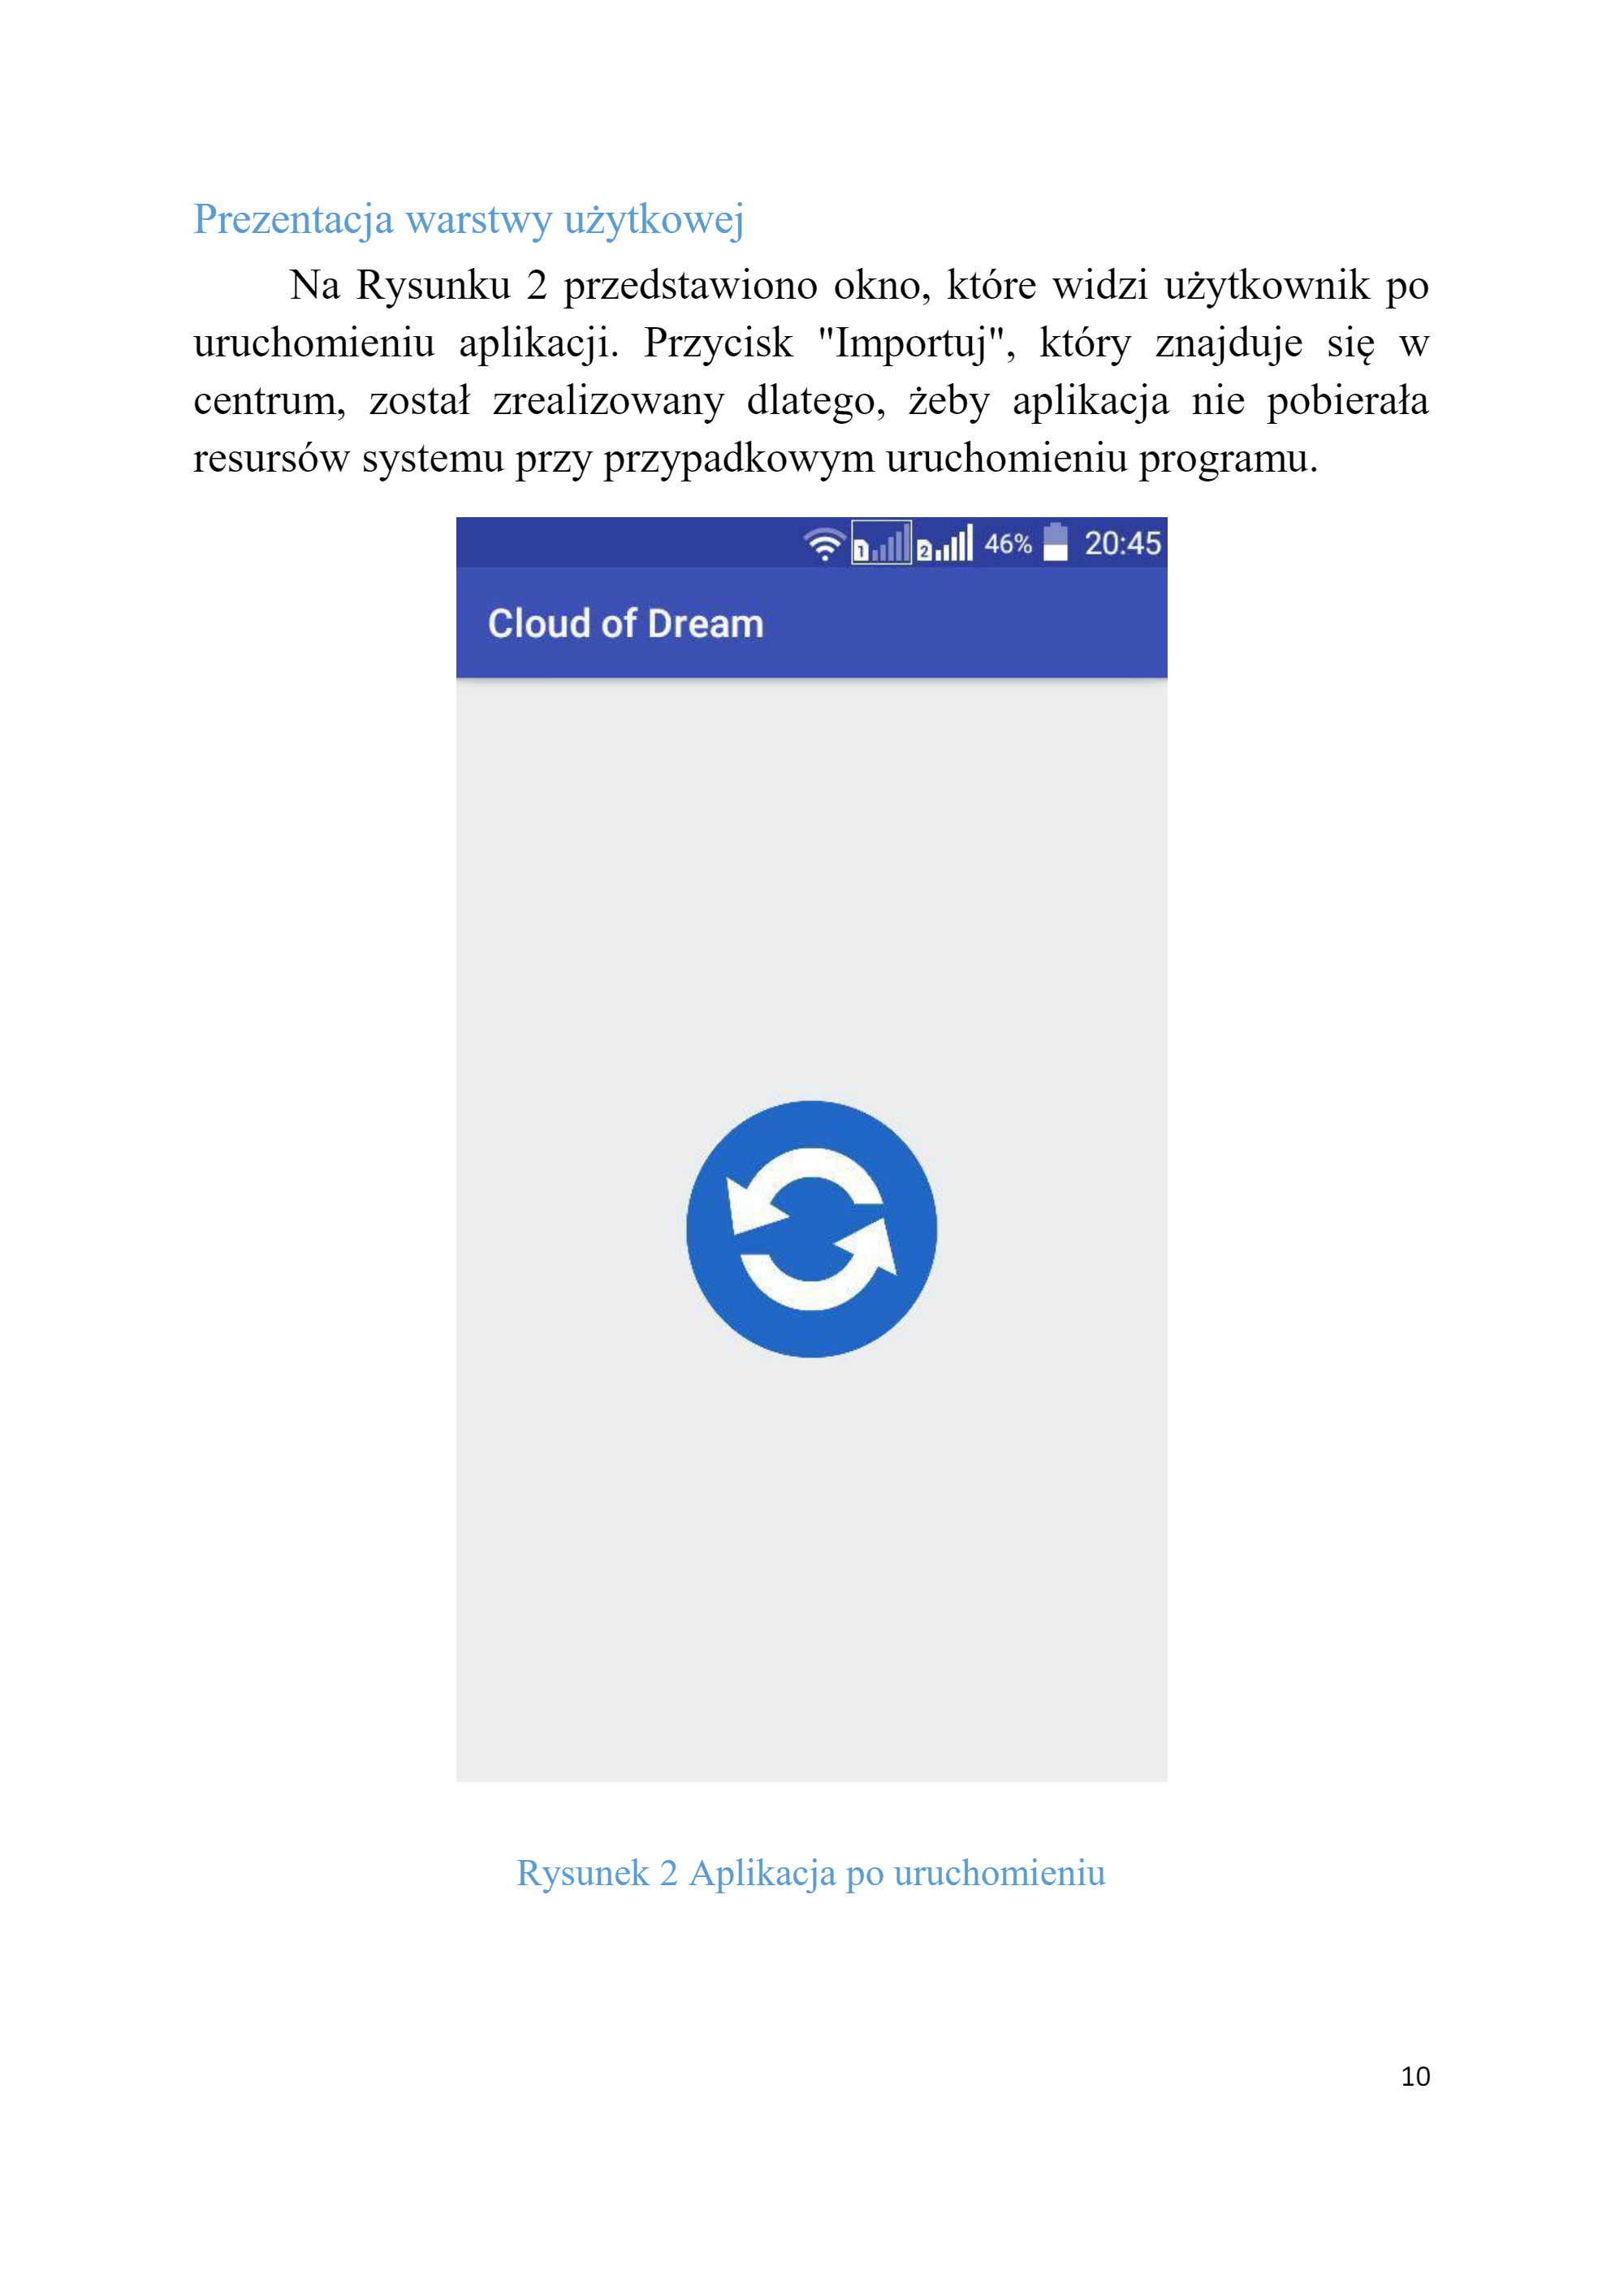 Prezentacja warstwy użytkowej
Na Rysunku 2 przedstawiono okno, które widzi użytkownik po
uruchomieniu aplikacji. Przycisk "Importuj", który znajduje się w
centrum, został zrealizowany dlatego, żeby aplikacja nie pobierała
resursów systemu przy przypadkowym uruchomieniu programu.
1 2 46% 20:45
Cloud of Dream
Rysunek 2 Aplikacja po uruchomieniu
10